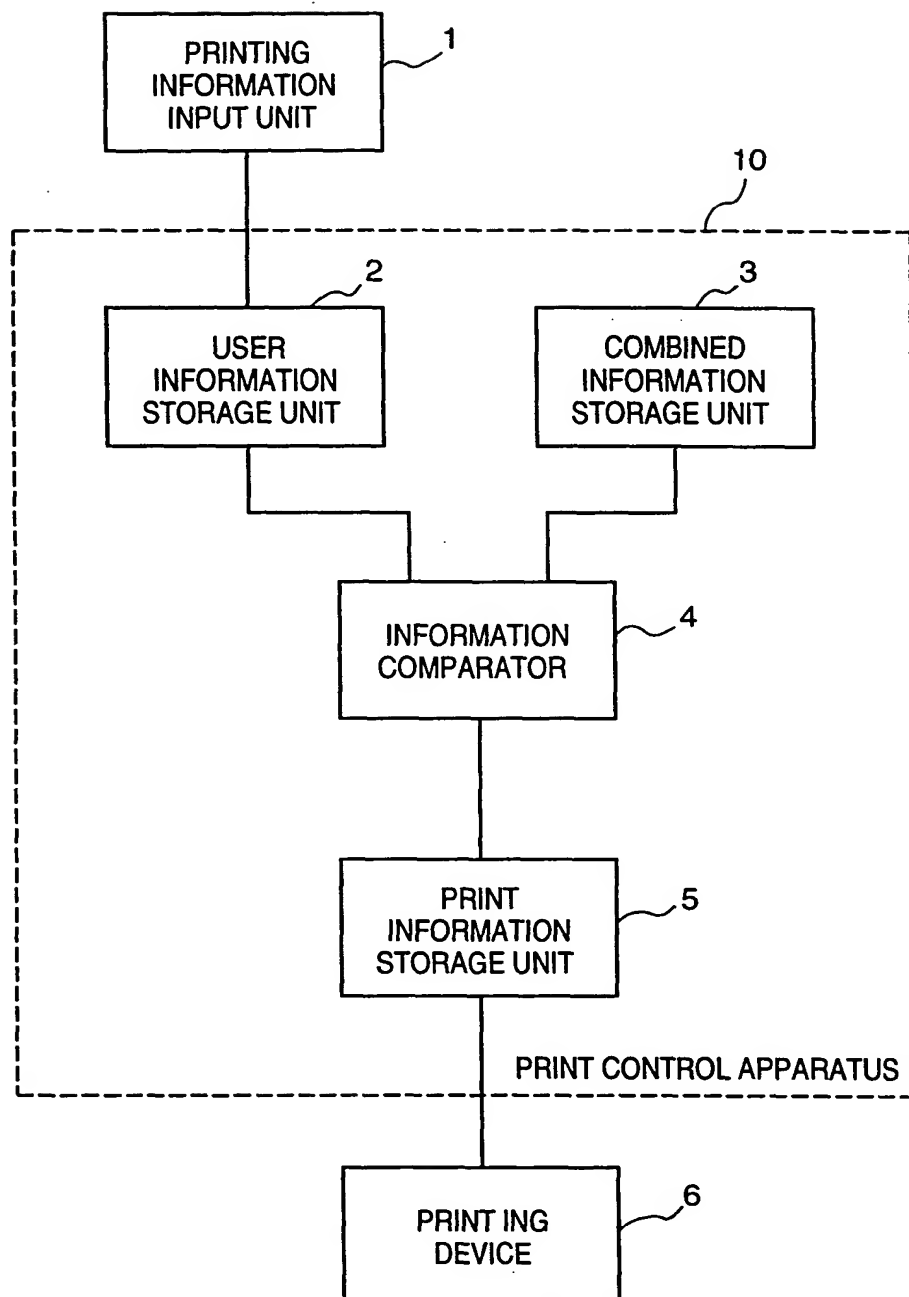 PRINTING
INFORMATION
INPUT UNIT
1
10
2
USER
INFORMATION
STORAGE UNIT
3
COMBINED
INFORMATION
STORAGE UNIT
INFORMATION
COMPARATOR
4
PRINT
INFORMATION
STORAGE UNIT
5
PRINT CONTROL APPARATUS
PRINT ING
DEVICE
6